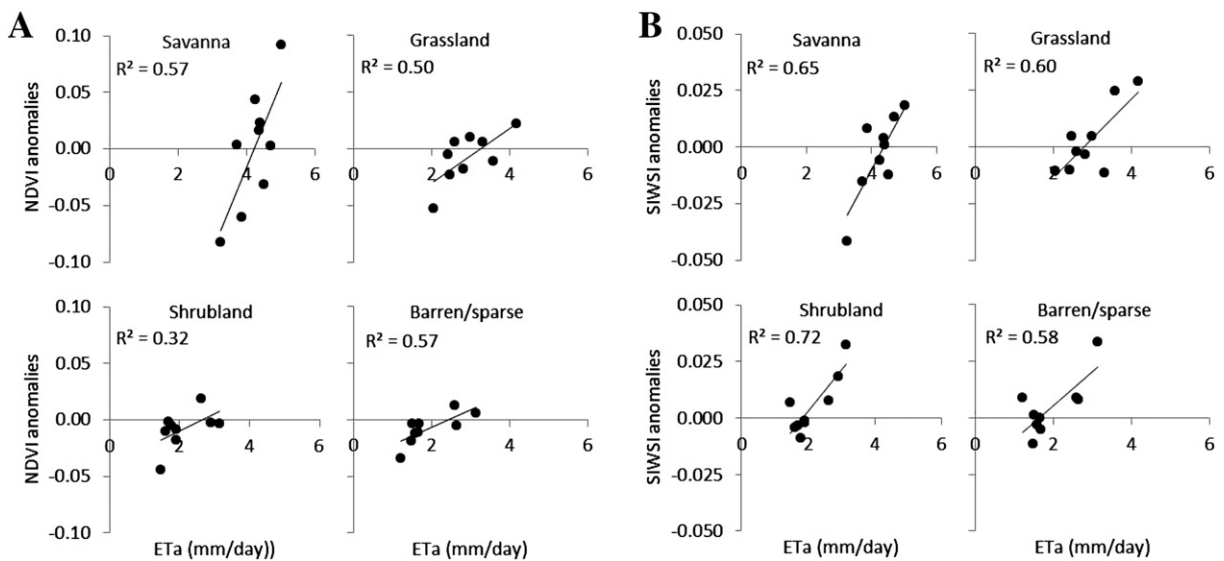 A
B
Savanna
R² = 0.57
Grassland
R² = 0.50
NDVI anomalies
0.10
0.05
0.00
-0.05
-0.10
2 4 6
0 2 4 6
Savanna
R² = 0.65
Grassland
R² = 0.60
SIWSI anomalies
0.050
0.025
0.000
-0.025
-0.050
0 2 4 6
0 2 4 6
Shrubland
R² = 0.32
Barren/sparse
R² = 0.57
NDVI anomalies
0.10
0.05
0.00
-0.05
-0.10
0 2 4 6
0 2 4 6
ETa (mm/day))
ETa (mm/day)
Shrubland
R² = 0.72
Barren/sparse
R² = 0.58
SIWSI anomalies
0.050
0.025
0.000
-0.025
-0.050
0 2 4 6
0 2 4 6
ETa (mm/day)
ETa (mm/day)